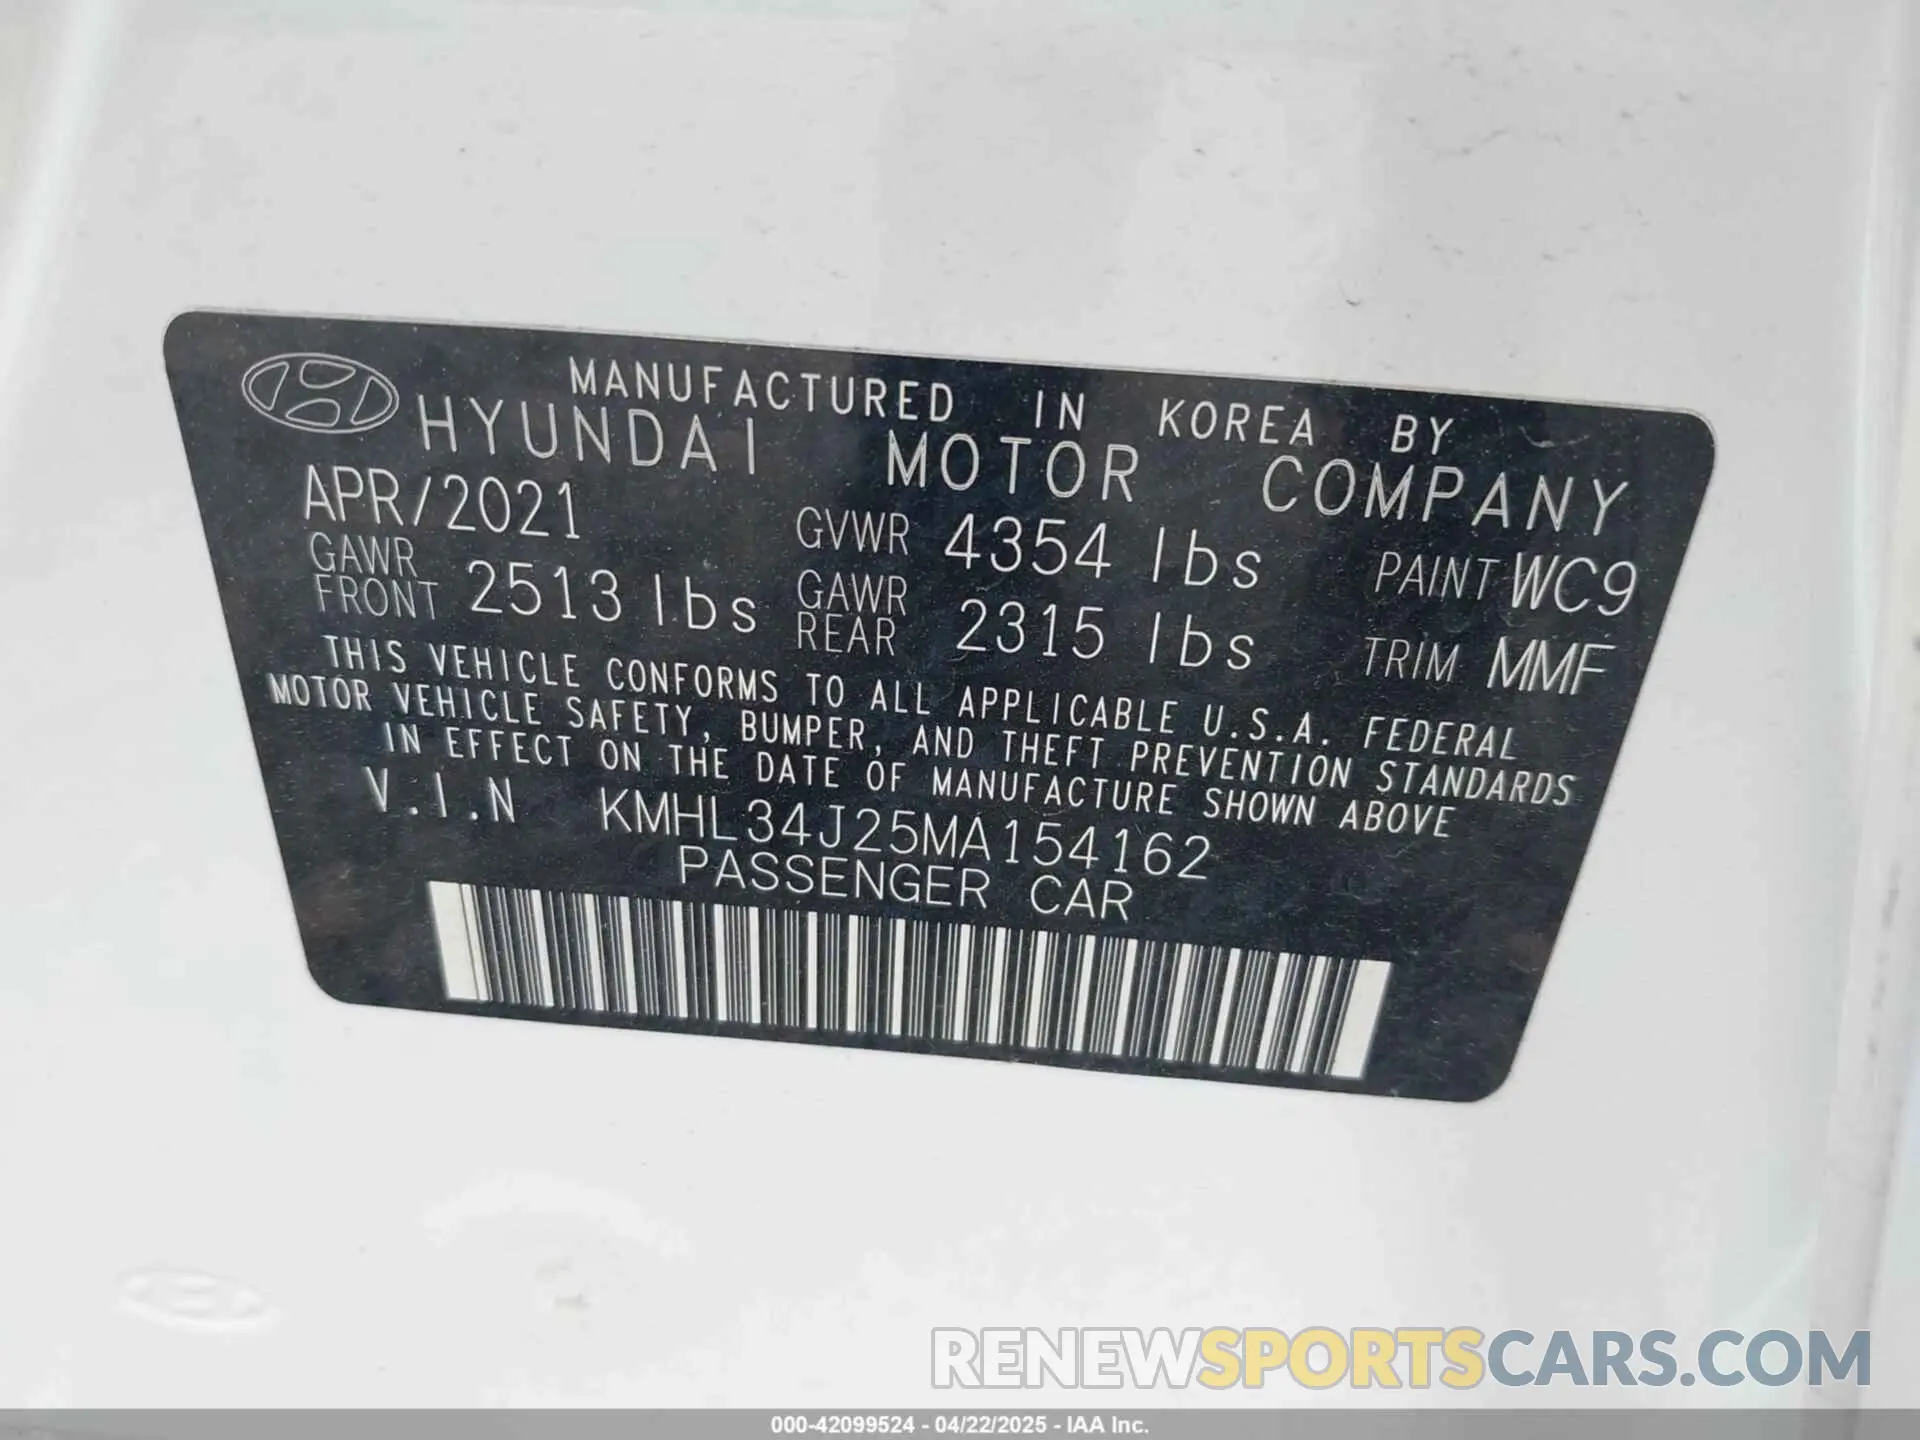 MANUFACTURED IN KOREA BY
HYUNDAI MOTOR COMPANY
APR/2021 GVWR 4354 lbs PAINT WC9
GAWR FRONT 2513 lbs GAWR REAR 2315 lbs TRIM MMF
THIS VEHICLE CONFORMS TO ALL APPLICABLE U.S.A. FEDERAL
MOTOR VEHICLE SAFETY, BUMPER, AND THEFT PREVENTION STANDARDS
IN EFFECT ON THE DATE OF MANUFACTURE SHOWN ABOVE
V.I.N KMHL34J25MA154162
PASSENGER CAR
RENEWSPORTSCARS.COM
000-42099524 - 04/22/2025 - IAA Inc.